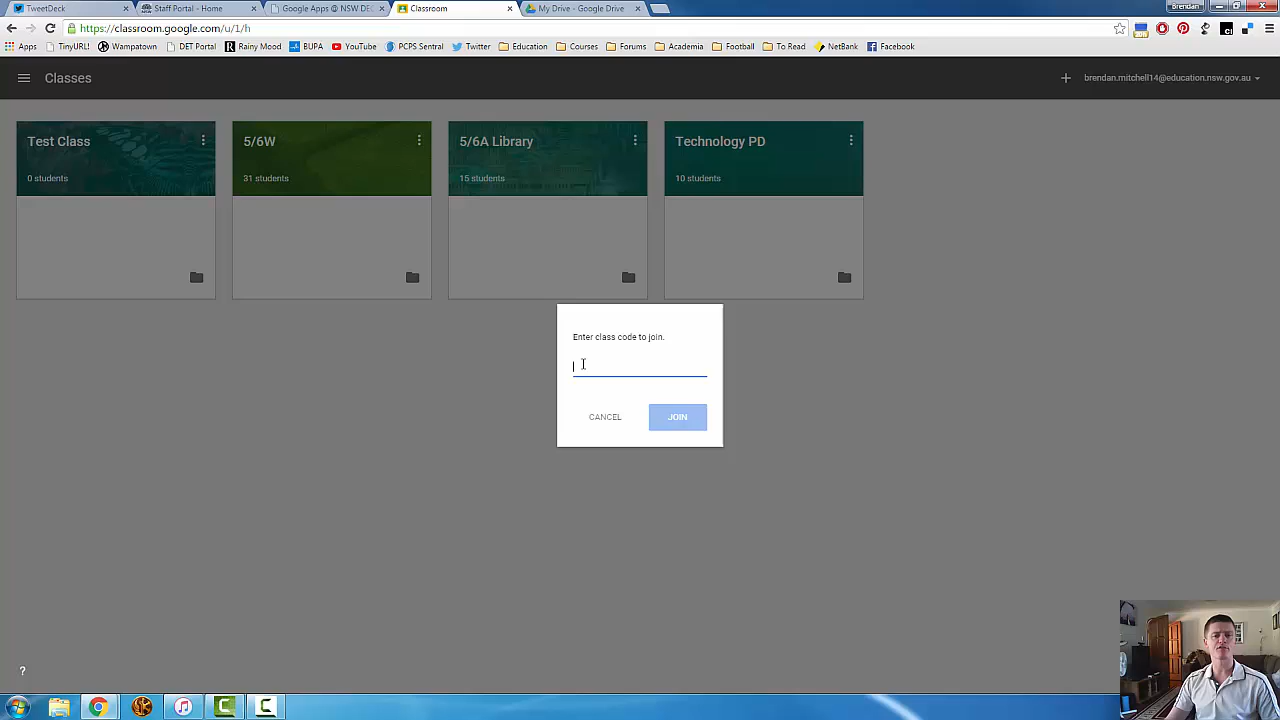 TweetDeck
Staff Portal - Home
Google Apps @ NSW DEC
Classroom
My Drive - Google Drive
Brendan
https://classroom.google.com/u/1/h
Apps TinyURL! Wampatown DET Portal Rainy Mood BUPA YouTube PCPS Sentral Twitter Education Courses Forums Academia Football To Read NetBank Facebook
Classes
brendan.mitchell14@education.nsw.gov.au
Test Class
0 students
5/6W
31 students
5/6A Library
15 students
Technology PD
10 students
Enter class code to join.
CANCEL JOIN
?